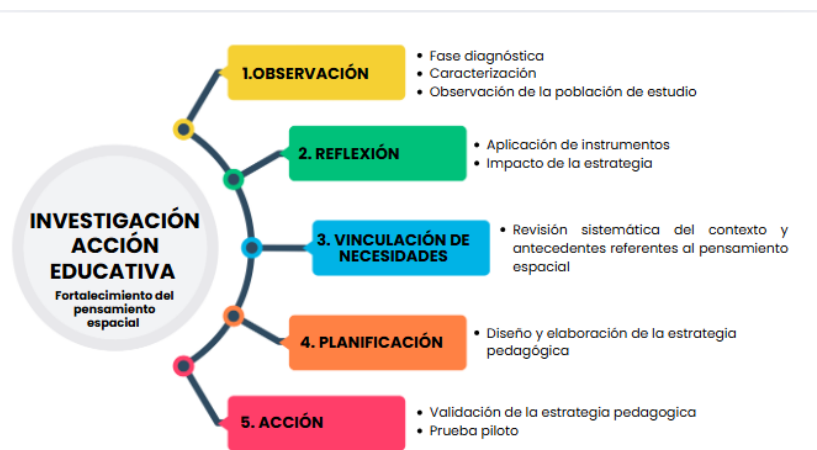 INVESTIGACIÓN
ACCIÓN
EDUCATIVA
Fortalecimiento del
pensamiento
espacial
1.OBSERVACIÓN
• Fase diagnóstica
• Caracterización
• Observación de la población de estudio
2. REFLEXIÓN
• Aplicación de instrumentos
• Impacto de la estrategia
3. VINCULACIÓN DE
NECESIDADES
• Revisión sistemática del contexto y
antecedentes referentes al pensamiento
espacial
4. PLANIFICACIÓN
• Diseño y elaboración de la estrategia
pedagógica
5. ACCIÓN
• Validación de la estrategia pedagogica
• Prueba piloto